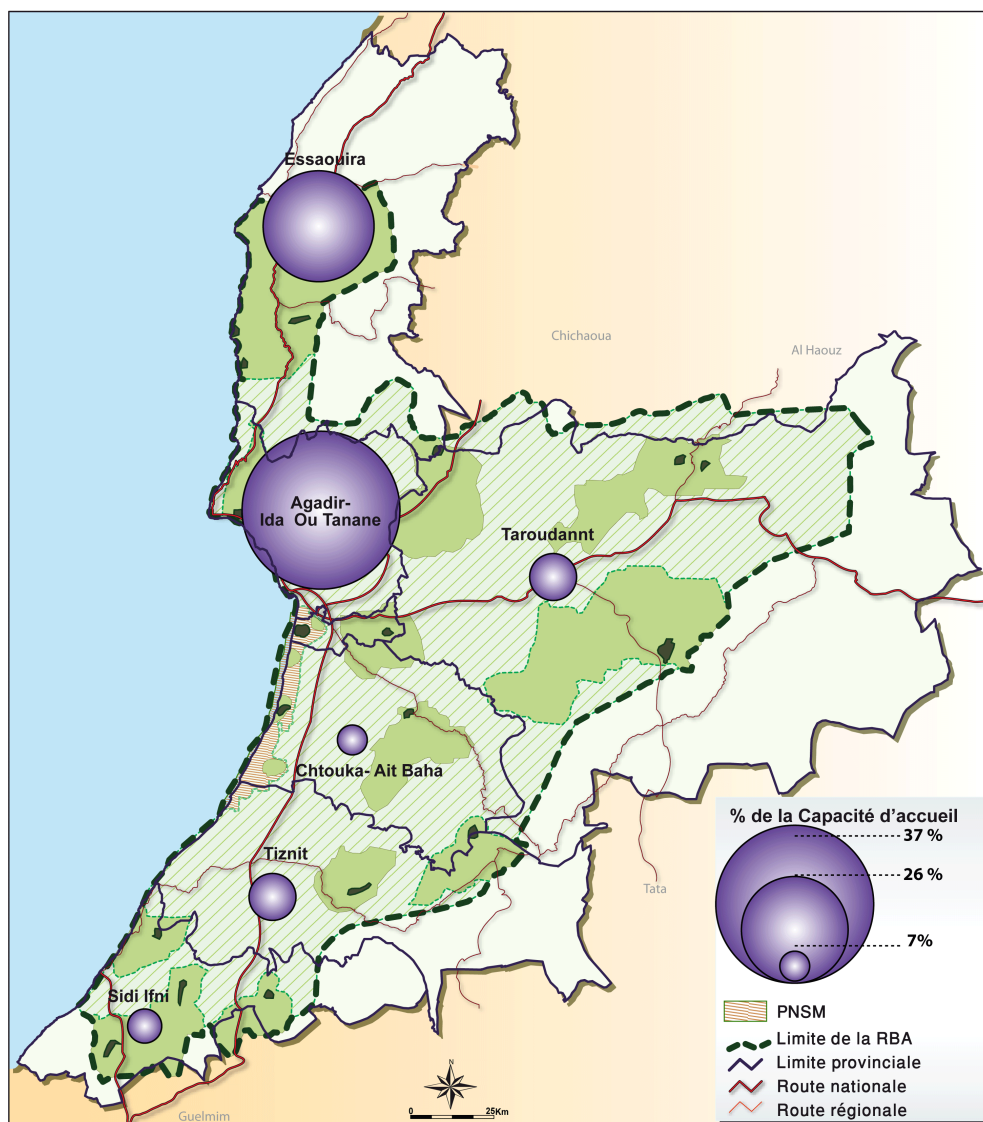 Essaouira
Chichaoua
Al Haouz
Agadir-
Ida Ou Tanane
Taroudannt
Chtouka- Ait Baha
Tiznit
Tata
Sidi Ifni
Guelmim
N
0 25Km
% de la Capacité d'accueil
37 %
26 %
7%
PNSM
Limite de la RBA
Limite provinciale
Route nationale
Route régionale